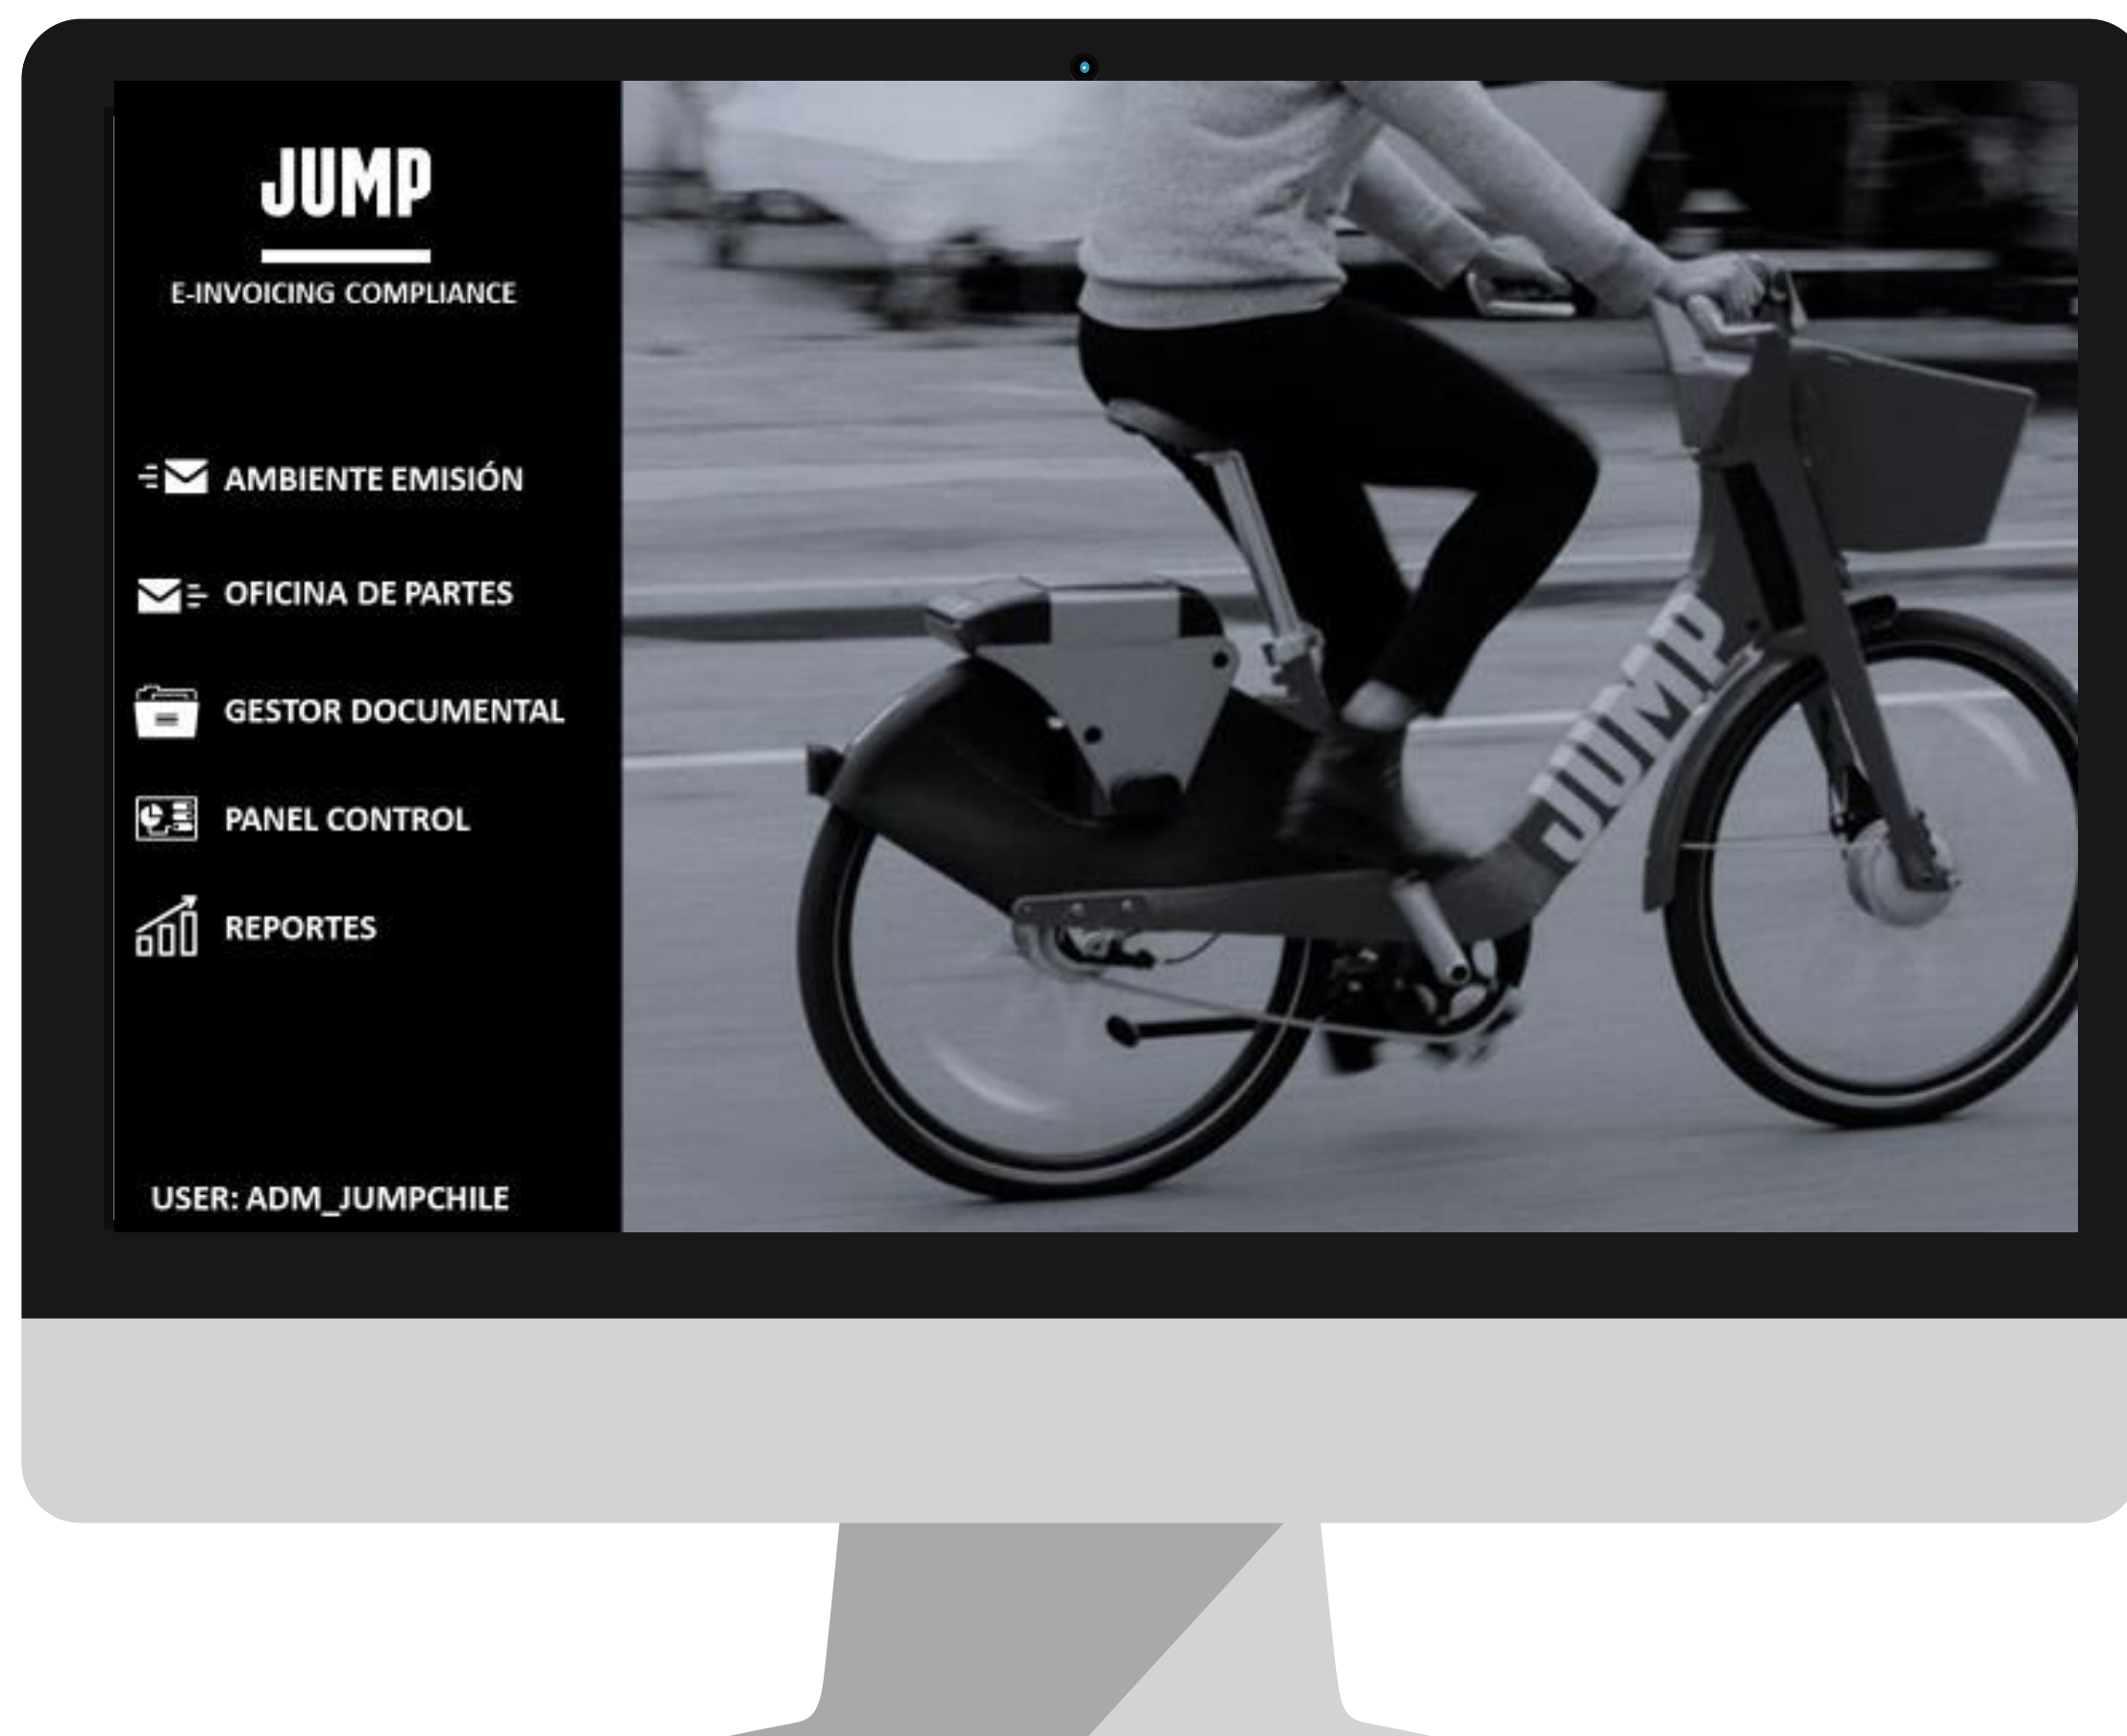 JUMP
E-INVOICING COMPLIANCE
AMBIENTE EMISIÓN
OFICINA DE PARTES
GESTOR DOCUMENTAL
PANEL CONTROL
REPORTES
USER: ADM_JUMPCHILE
JUMP